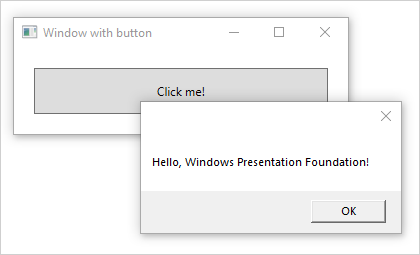 Window with button
Click me!
Hello, Windows Presentation Foundation!
OK